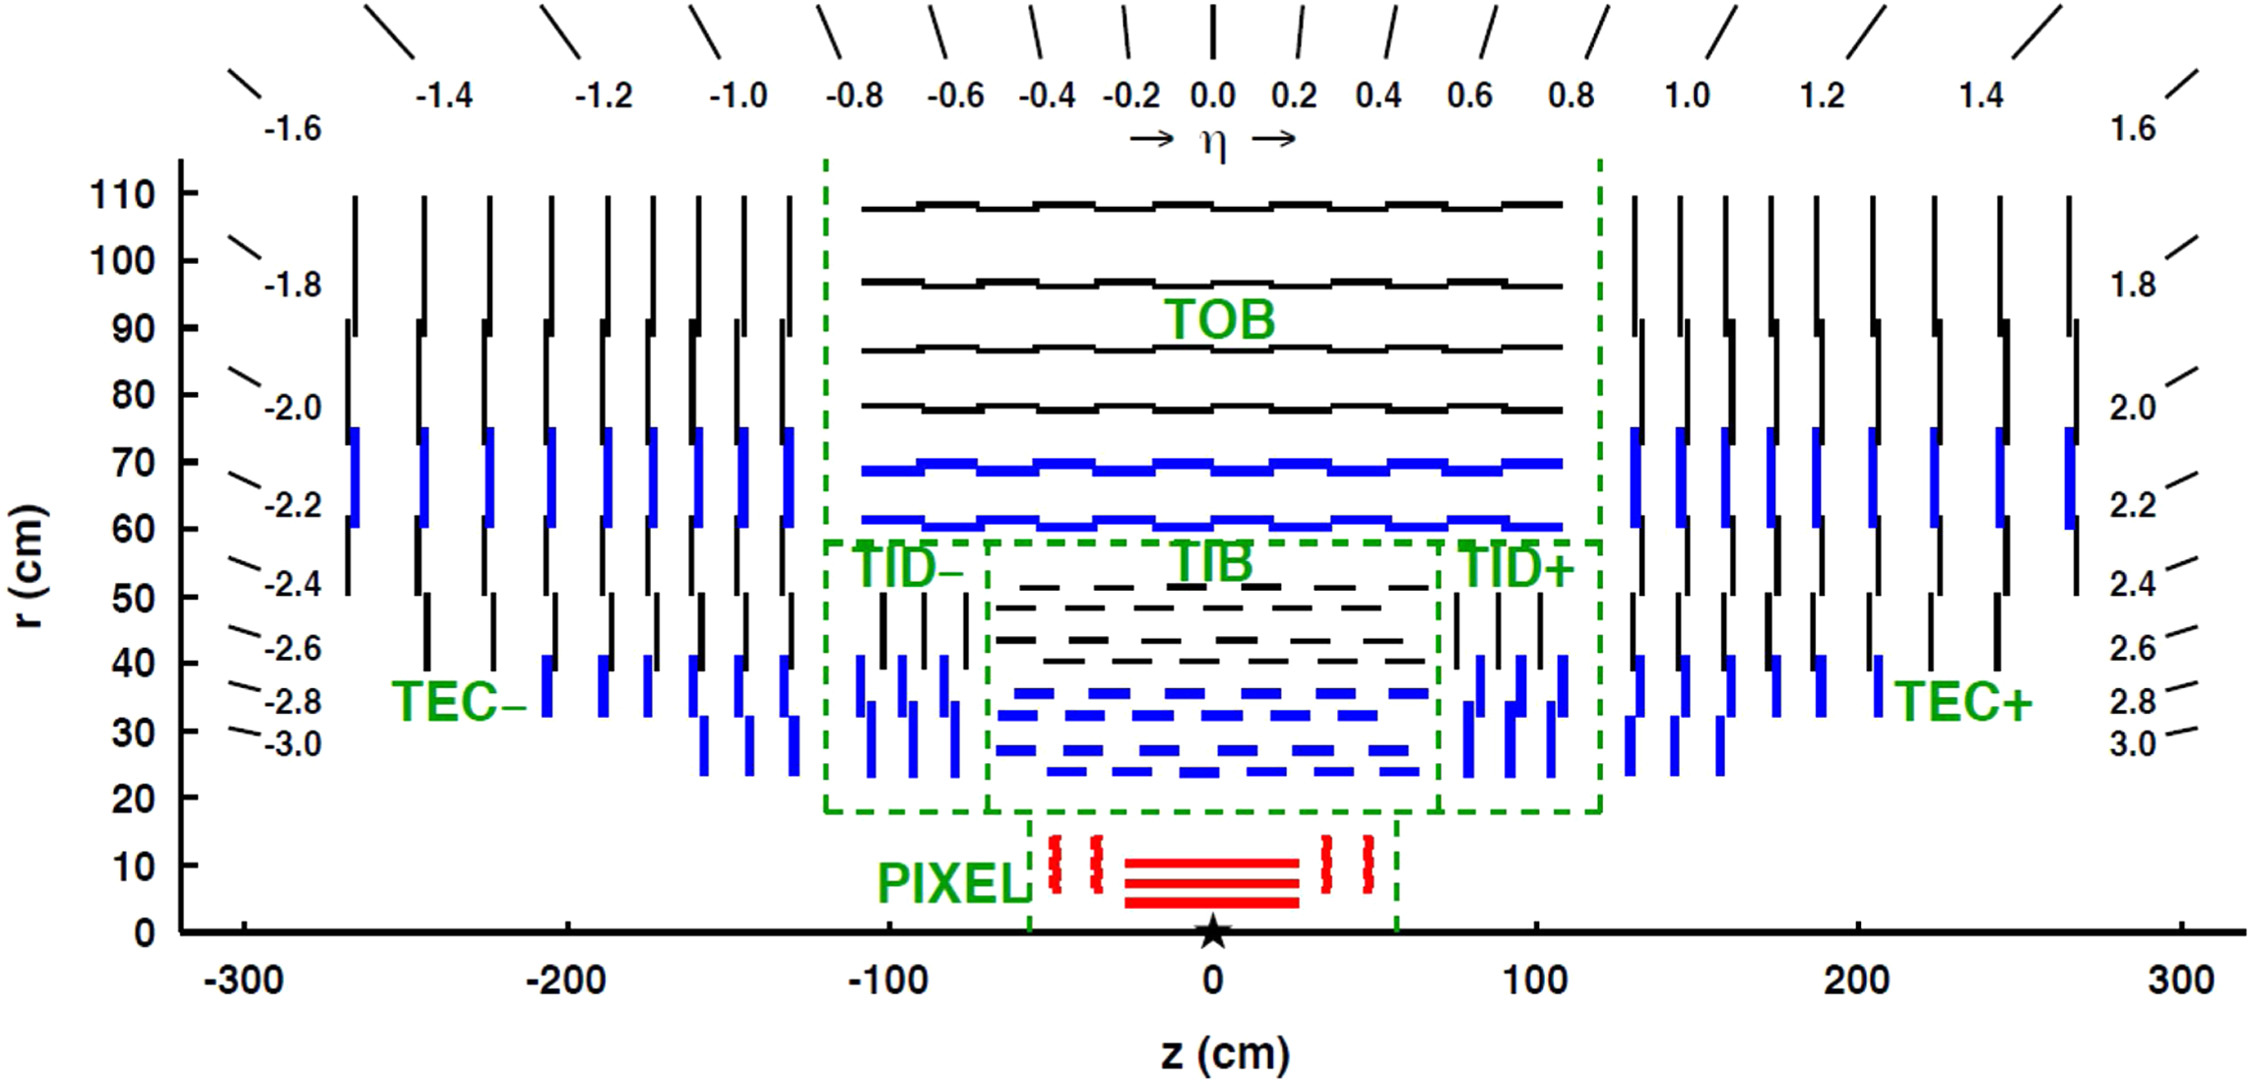 -1.4 -1.2 -1.0 -0.8 -0.6 -0.4 -0.2 0.0 0.2 0.4 0.6 0.8 1.0 1.2 1.4
-1.6 → η → 1.6
110
100
-1.8 1.8
90 TOB
80 -2.0 2.0
70
-2.2 2.2
60
TID– TIB TID+
-2.4 2.4
50
-2.6 2.6
40
TEC– -2.8 TEC+ 2.8
30 -3.0 3.0
20
10 PIXEL
0
r (cm)
-300 -200 -100 0 100 200 300
z (cm)